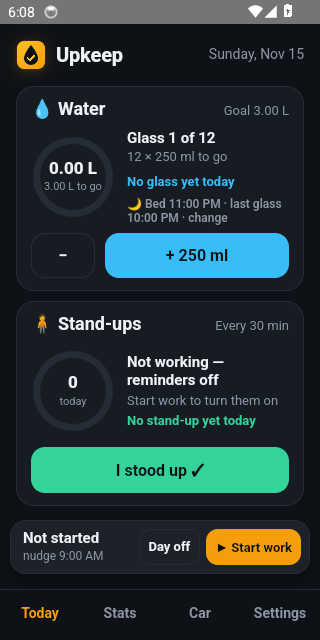 6:08
Upkeep
Sunday, Nov 15
Water
Goal 3.00 L
0.00 L
3.00 L to go
Glass 1 of 12
12 × 250 ml to go
No glass yet today
Bed 11:00 PM · last glass
10:00 PM · change
−
+ 250 ml
Stand-ups
Every 30 min
0
today
Not working —
reminders off
Start work to turn them on
No stand-up yet today
I stood up ✓
Not started
nudge 9:00 AM
Day off
► Start work
Today
Stats
Car
Settings